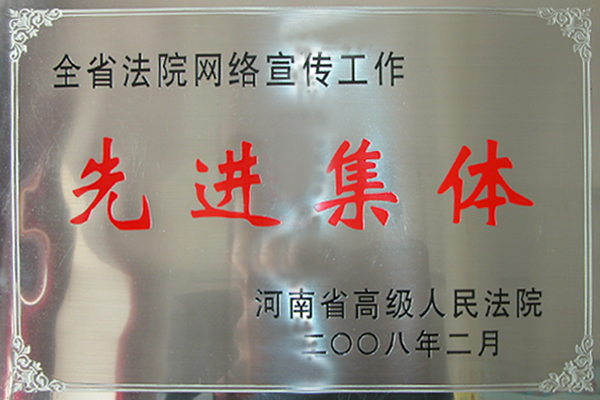 全省法院网络宣传工作
先进集体
河南省高级人民法院
二〇〇八年二月